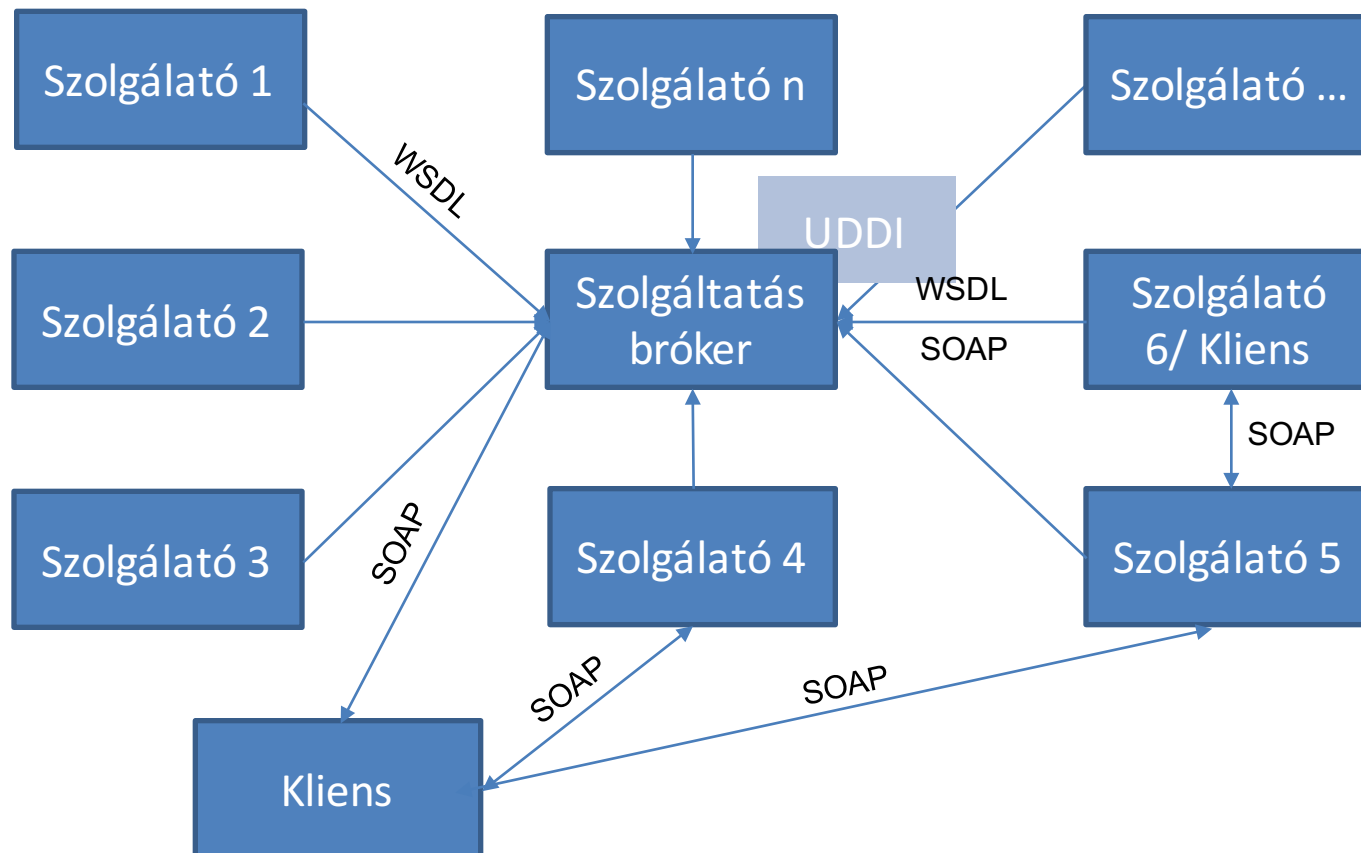 Szolgálató 1
Szolgálató n
Szolgálató ...
WSDL
UDDI
Szolgálató 2
Szolgáltatás
bróker
WSDL
SOAP
Szolgálató
6/ Kliens
SOAP
Szolgálató 3
SOAP
Szolgálató 4
Szolgálató 5
SOAP
SOAP
Kliens